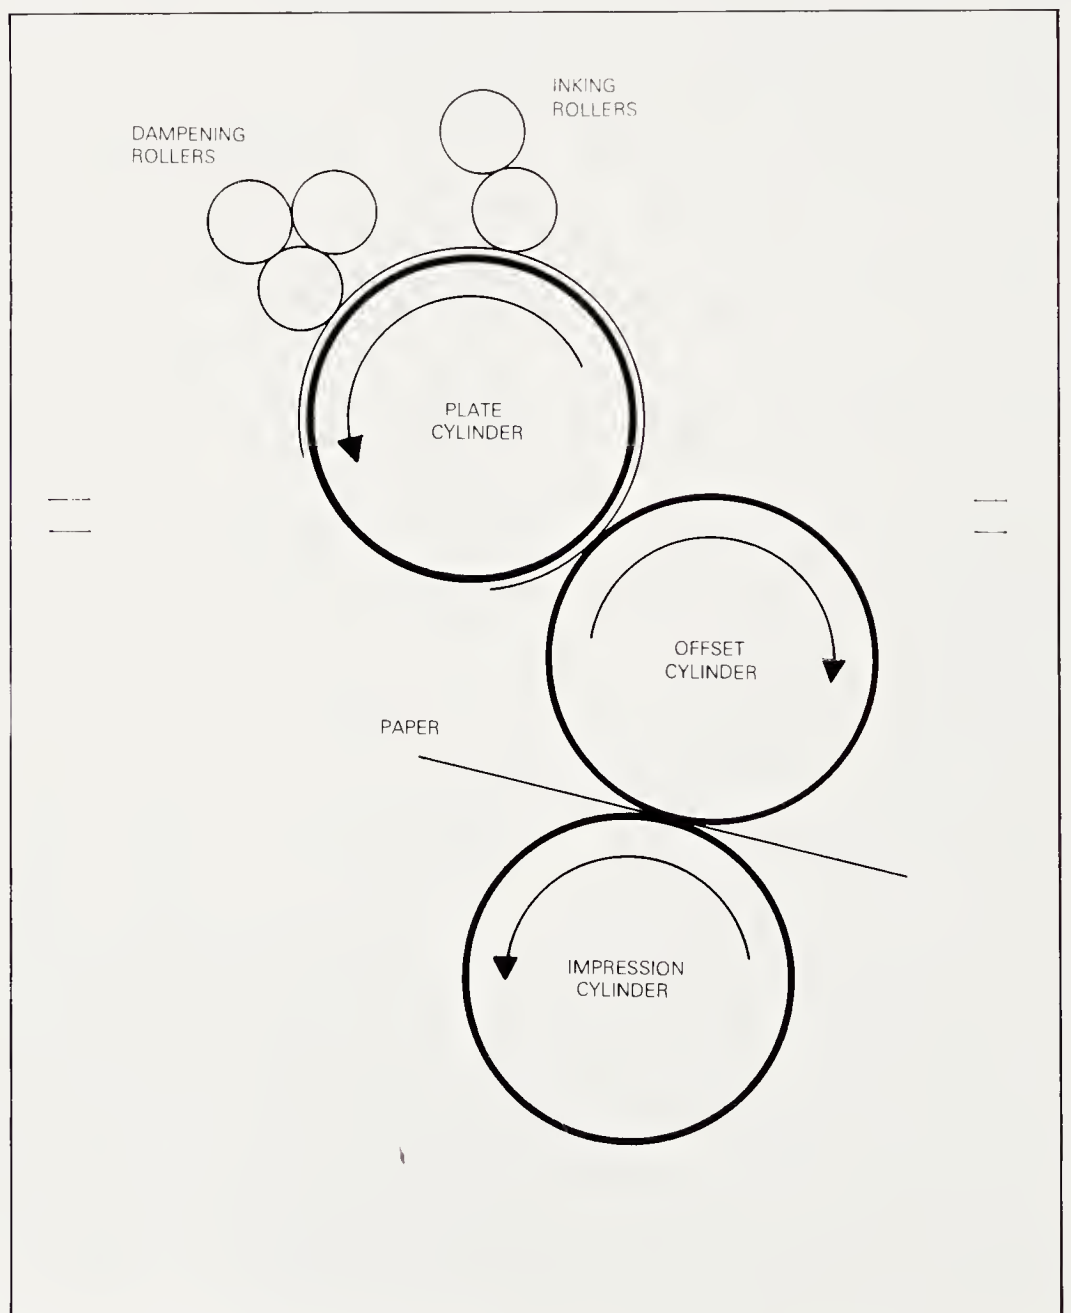 INKING
ROLLERS
DAMPENING
ROLLERS
PLATE
CYLINDER
OFFSET
CYLINDER
PAPER
IMPRESSION
CYLINDER